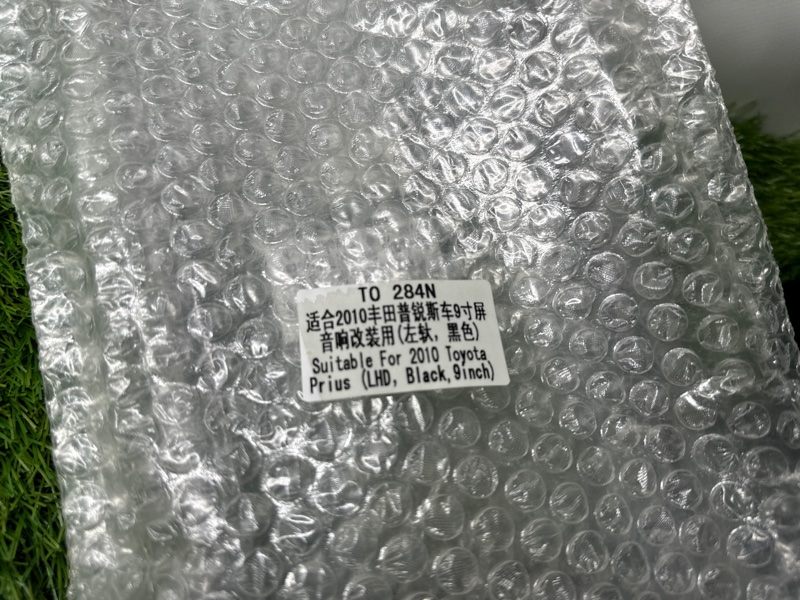 TO 284N
适合2010丰田普锐斯车9寸屏
音响改装用(左钬, 黑色)
Suitable For 2010 Toyota
Prius (LHD, Black,9inch)